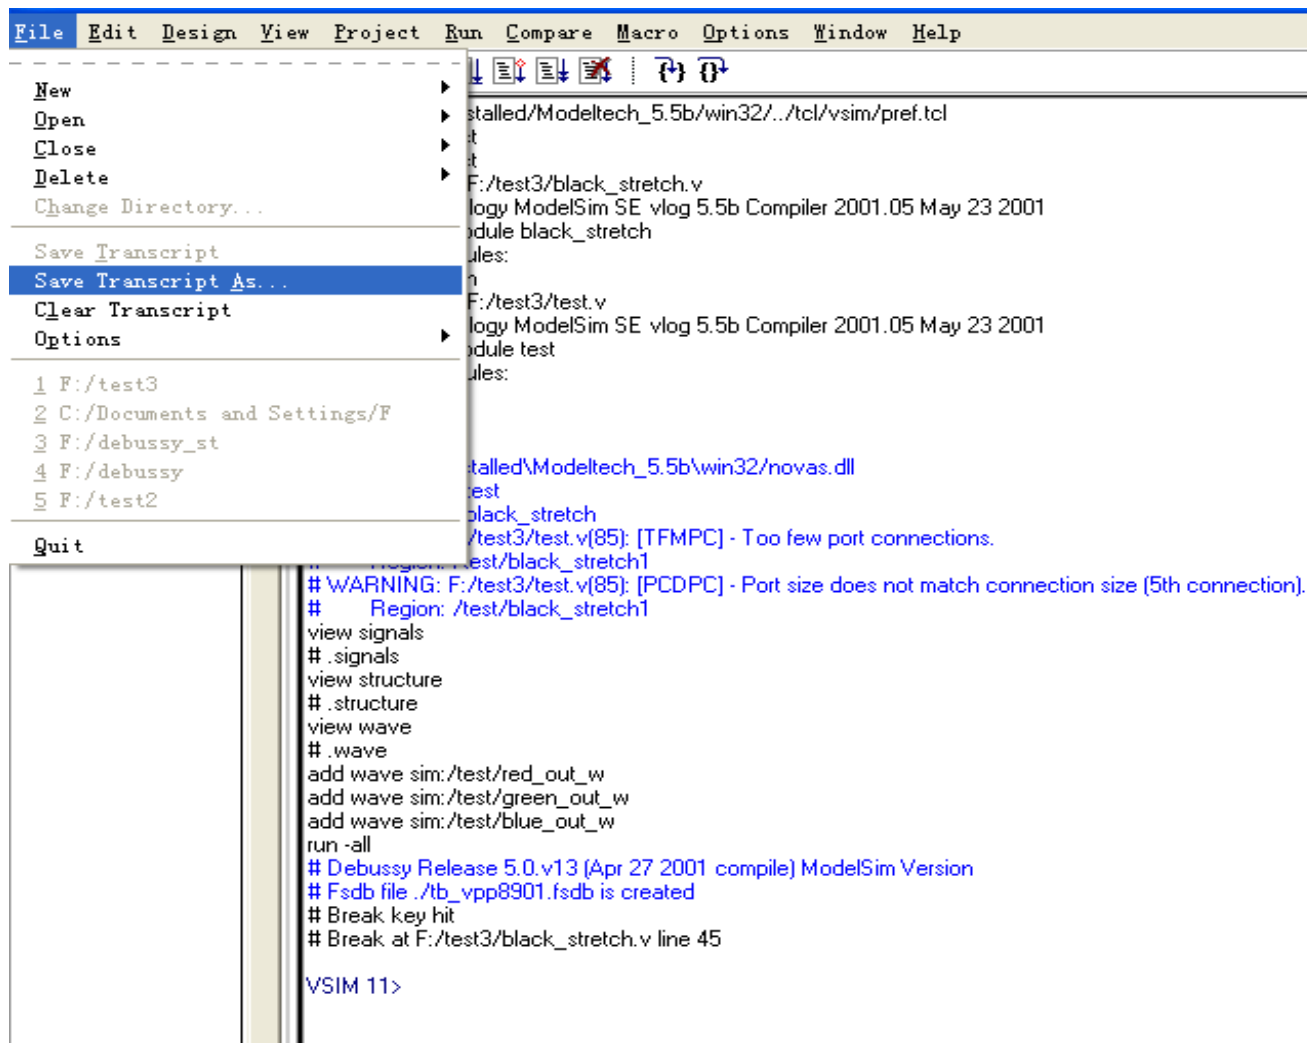 File Edit Design View Project Run Compare Macro Options Window Help
New
Open
Close
Delete
Change Directory...
Save Transcript
Save Transcript As...
Clear Transcript
Options
1 F:/test3
2 C:/Documents and Settings/F
3 F:/debussy_st
4 F:/debussy
5 F:/test2
Quit
stalled/Modeltech_5.5b/win32/../tcl/vsim/pref.tcl
F:/test3/black_stretch.v
logy ModelSim SE vlog 5.5b Compiler 2001.05 May 23 2001
dule black_stretch
ules:
F:/test3/test.v
logy ModelSim SE vlog 5.5b Compiler 2001.05 May 23 2001
dule test
ules:
talled\Modeltech_5.5b\win32/novas.dll
test
black_stretch
/test3/test.v(85): [TFMPC] - Too few port connections.
# Region: /test/black_stretch1
# WARNING: F:/test3/test.v(85): [PCDPC] - Port size does not match connection size (5th connection).
# Region: /test/black_stretch1
view signals
# .signals
view structure
# .structure
view wave
# .wave
add wave sim:/test/red_out_w
add wave sim:/test/green_out_w
add wave sim:/test/blue_out_w
run -all
# Debussy Release 5.0.v13 (Apr 27 2001 compile) ModelSim Version
# Fsdb file ./tb_vpp8901.fsdb is created
# Break key hit
# Break at F:/test3/black_stretch.v line 45
VSIM 11>